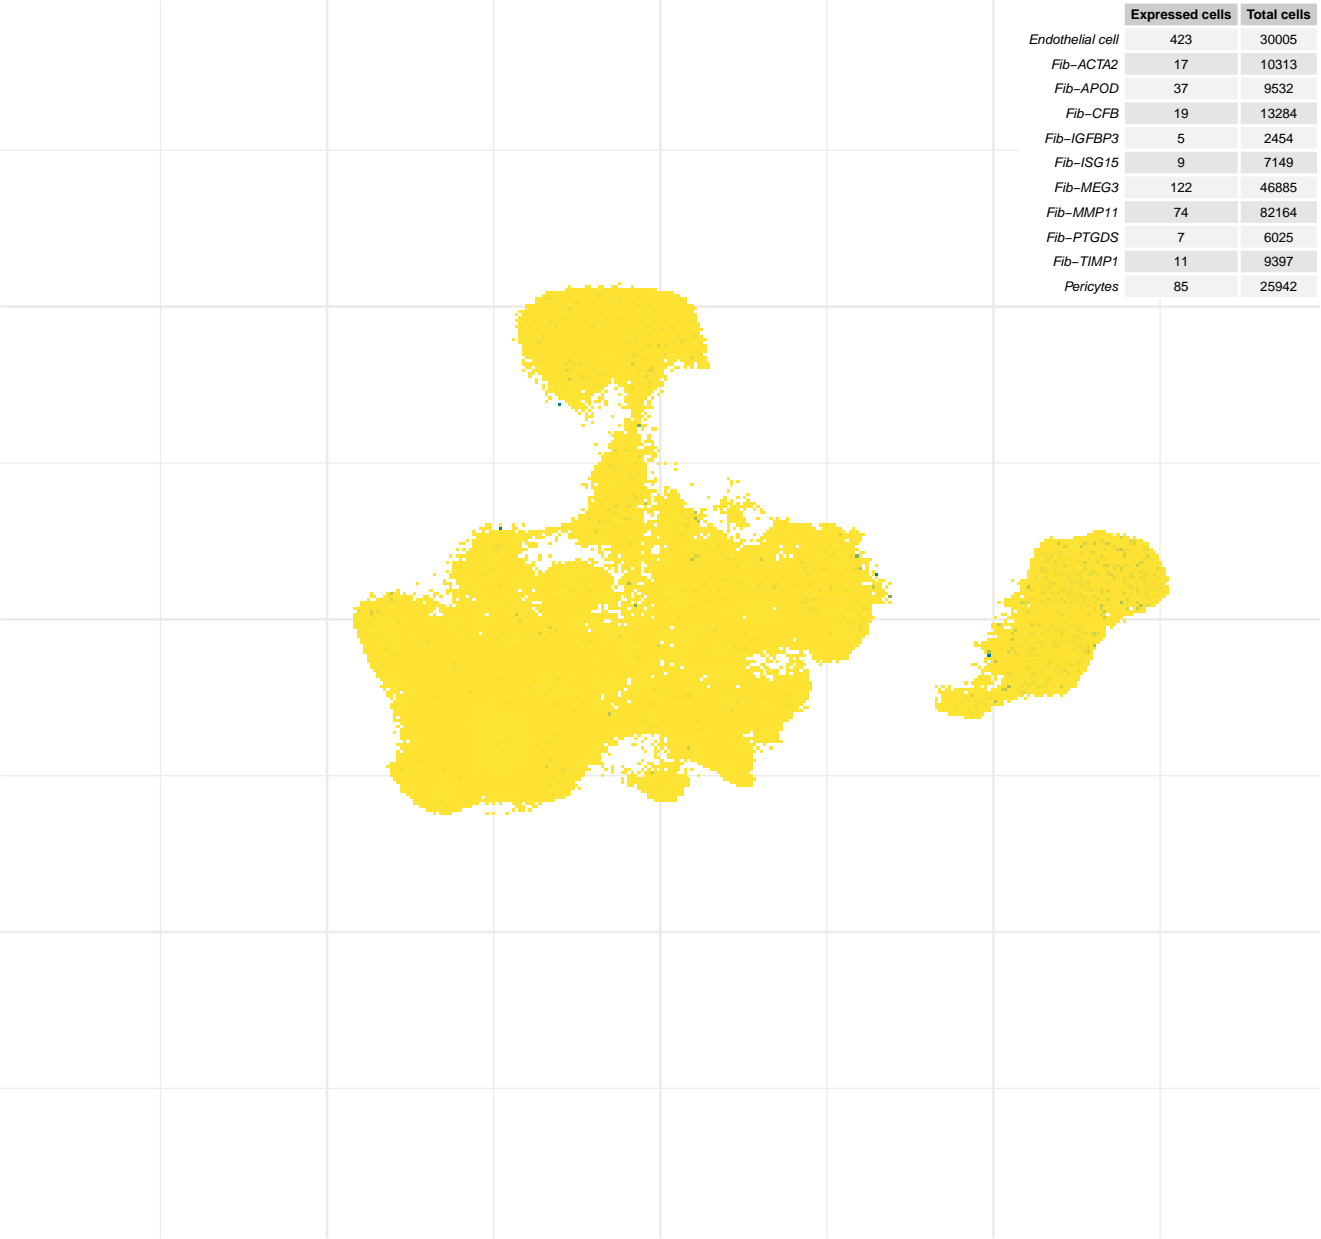 Expressed cells Total cells
Endothelial cell 423 30005
Fib−ACTA2 17 10313
Fib−APOD 37 9532
Fib−CFB 19 13284
Fib−IGFBP3 5 2454
Fib−ISG15 9 7149
Fib−MEG3 122 46885
Fib−MMP11 74 82164
Fib−PTGDS 7 6025
Fib−TIMP1 11 9397
Pericytes 85 25942